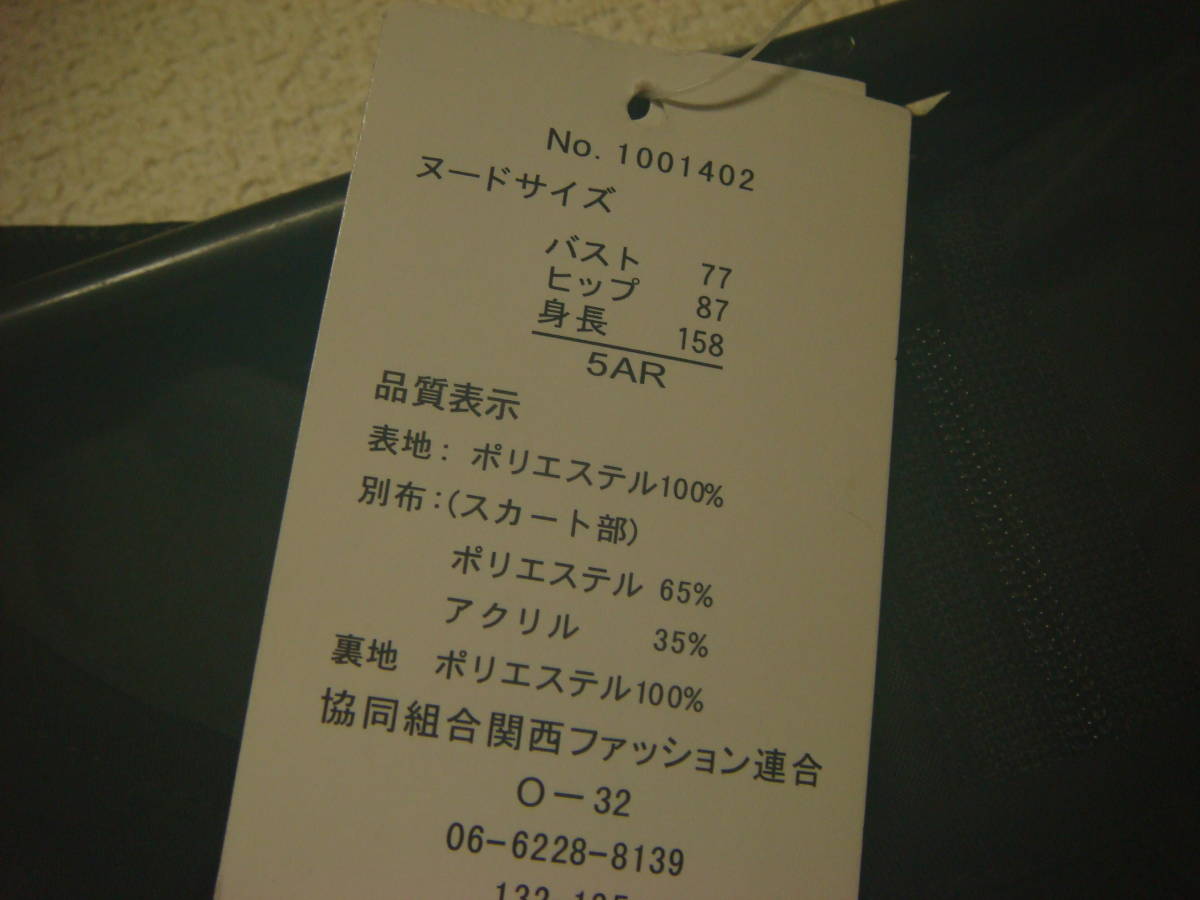 No. 1001402
ヌードサイズ
バスト 77
ヒップ 87
身長 158
5AR
品質表示
表地: ポリエステル100%
別布:(スカート部)
ポリエステル 65%
アクリル 35%
裏地 ポリエステル100%
協同組合関西ファッション連合
O-32
06-6228-8139